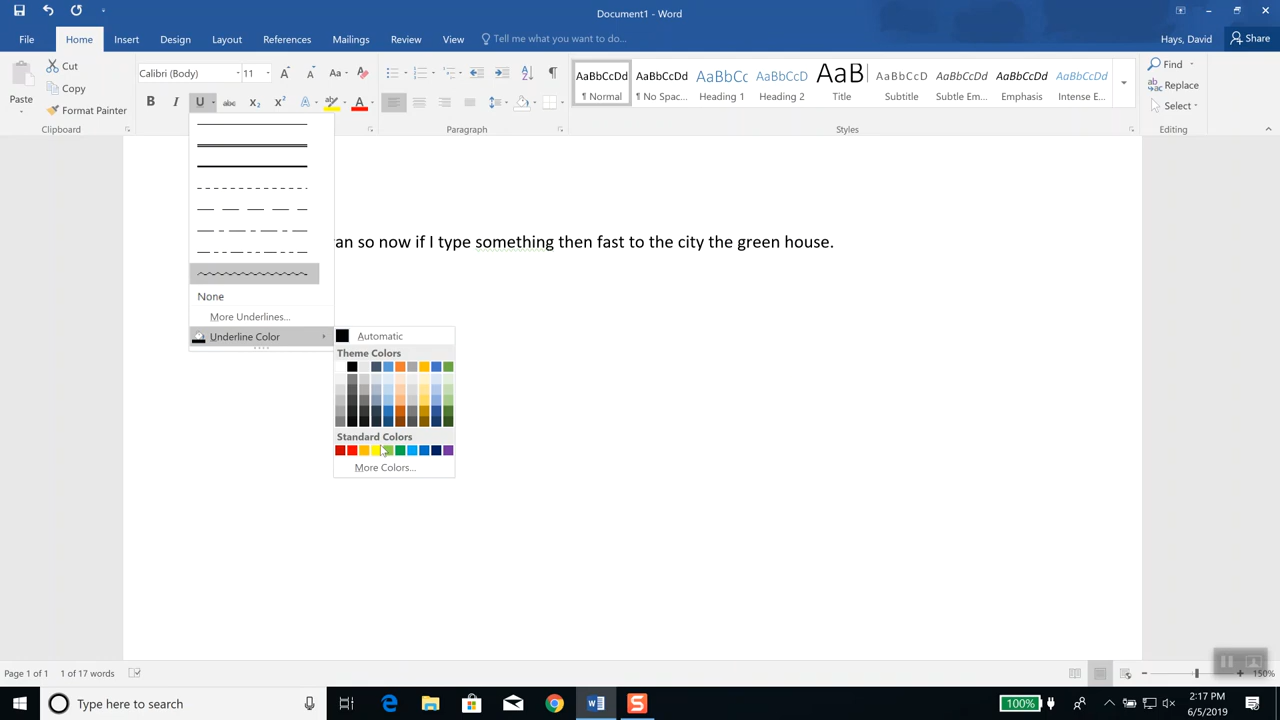 Document1 - Word
Hays, David
Share
File
Home
Insert
Design
Layout
References
Mailings
Review
View
Tell me what you want to do...
Paste
Cut
Copy
Format Painter
Clipboard
Calibri (Body)
11
Aa
B
I
U
abc
X₂
X²
A
A
Paragraph
AaBbCcDd
¶ Normal
AaBbCcDd
¶ No Spac...
AaBbCc
Heading 1
AaBbCcD
Heading 2
AaB
Title
AaBbCcD
Subtitle
AaBbCcDd
Subtle Em...
AaBbCcDd
Emphasis
AaBbCcDd
Intense E...
Styles
Find
Replace
Select
Editing
so now if I type something then fast to the city the green house.
None
More Underlines...
Underline Color
Automatic
Theme Colors
Standard Colors
More Colors...
Page 1 of 1
1 of 17 words
150%
Type here to search
100%
2:17 PM
6/5/2019